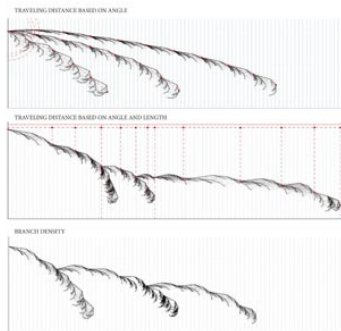 TRAVELING DISTANCE BASED ON ANGLE
TRAVELING DISTANCE BASED ON ANGLE AND LENGTH
BRANCH DENSITY